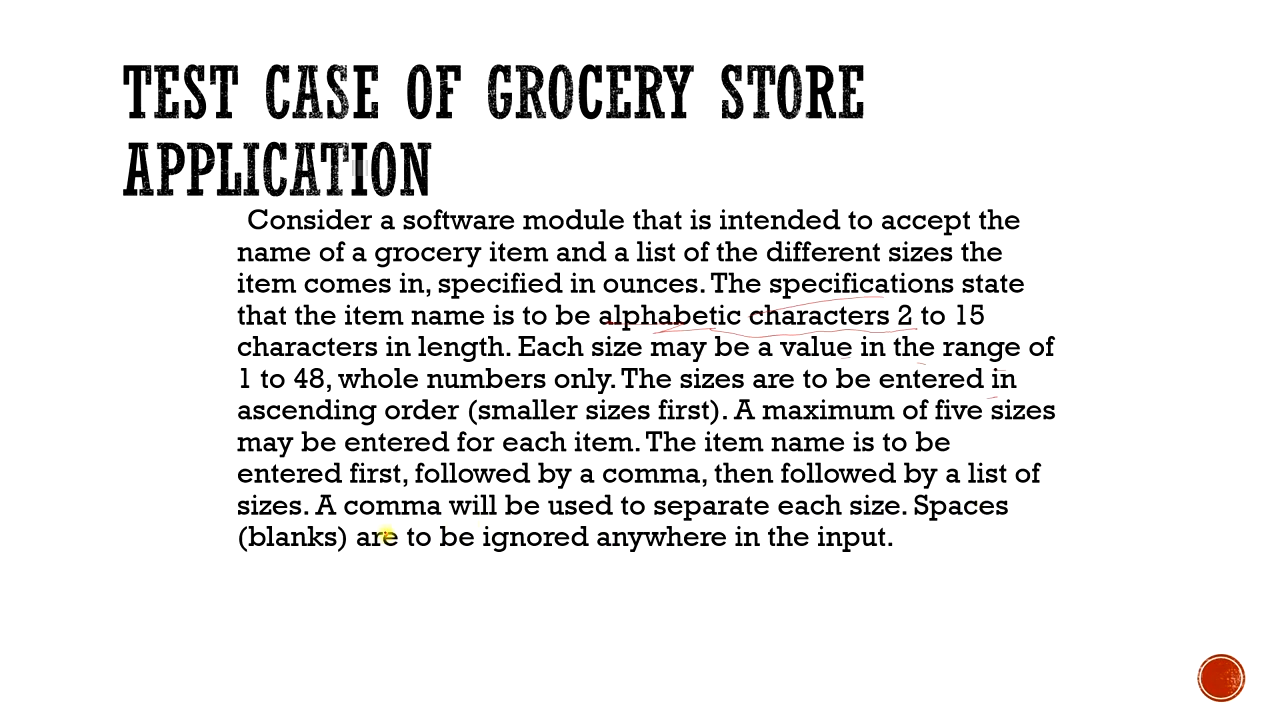 TEST CASE OF GROCERY STORE
APPLICATION
Consider a software module that is intended to accept the
name of a grocery item and a list of the different sizes the
item comes in, specified in ounces. The specifications state
that the item name is to be alphabetic characters 2 to 15
characters in length. Each size may be a value in the range of
1 to 48, whole numbers only. The sizes are to be entered in
ascending order (smaller sizes first). A maximum of five sizes
may be entered for each item. The item name is to be
entered first, followed by a comma, then followed by a list of
sizes. A comma will be used to separate each size. Spaces
(blanks) are to be ignored anywhere in the input.